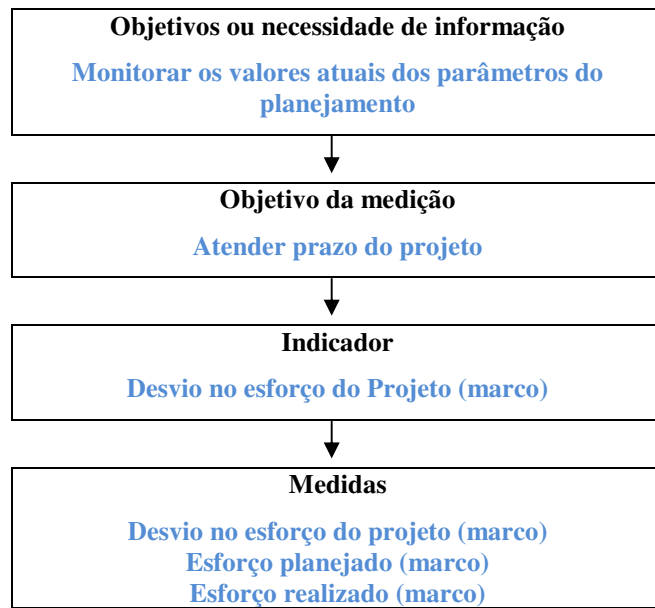 Objetivos ou necessidade de informação
Monitorar os valores atuais dos parâmetros do
planejamento
Objetivo da medição
Atender prazo do projeto
Indicador
Desvio no esforço do Projeto (marco)
Medidas
Desvio no esforço do projeto (marco)
Esforço planejado (marco)
Esforço realizado (marco)